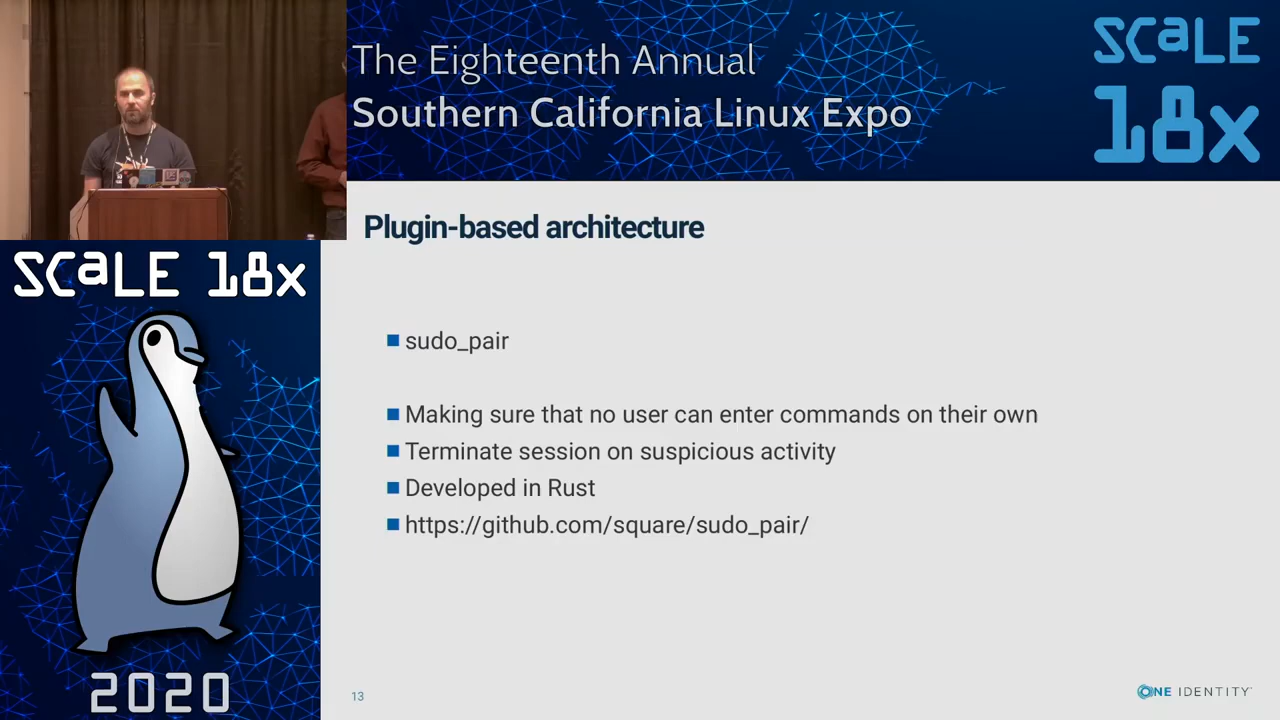 The Eighteenth Annual
Southern California Linux Expo
SCaLE
18x
SCaLE 18x
2020
Plugin-based architecture
sudo_pair
Making sure that no user can enter commands on their own
Terminate session on suspicious activity
Developed in Rust
https://github.com/square/sudo_pair/
13
ONE IDENTITY